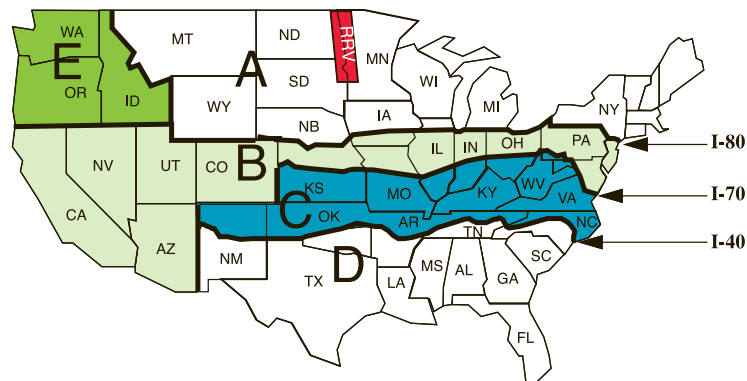 WA
MT
ND
RRV
MN
E
A
OR
ID
SD
WI
WY
MI
NY
IA
NB
I-80
OH
PA
IL
IN
B
NV
UT
CO
I-70
KS
MO
KY
WV
VA
CA
C
OK
AR
NC
I-40
TN
AZ
NM
D
SC
TX
MS
AL
GA
LA
FL